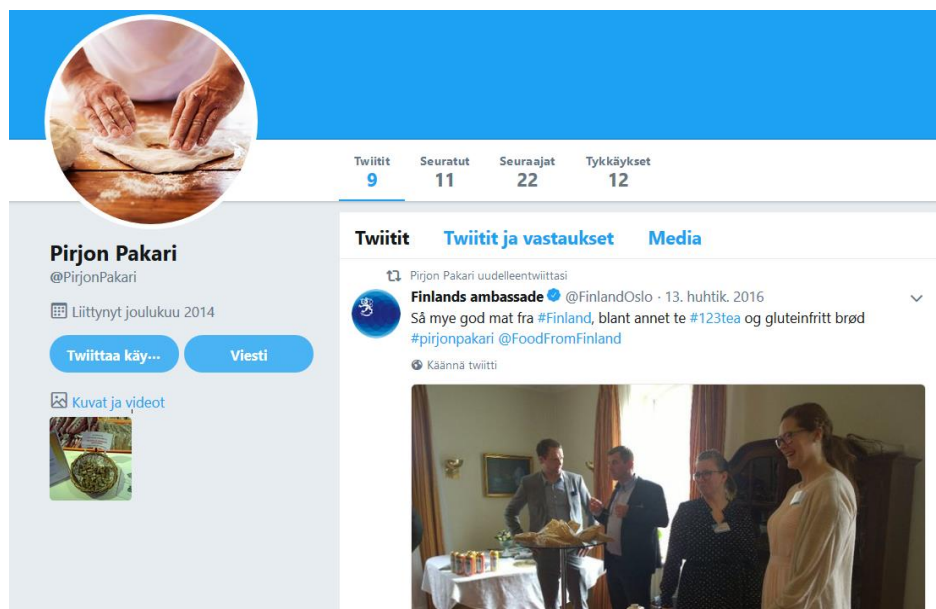 Twiitit Seuratut Seuraajat Tykkäykset
9 11 22 12
Pirjon Pakari
@PirjonPakari
Liittynyt joulukuu 2014
Twiittaa käy... Viesti
Kuvat ja videot
Twiitit Twiitit ja vastaukset Media
Pirjon Pakari uudelleentwiittasi
Finlands ambassade @FinlandOslo · 13. huhtik. 2016
Så mye god mat fra #Finland, blant annet te #123tea og gluteinfritt brød
#pirjonpakari @FoodFromFinland
Käännä twiitti